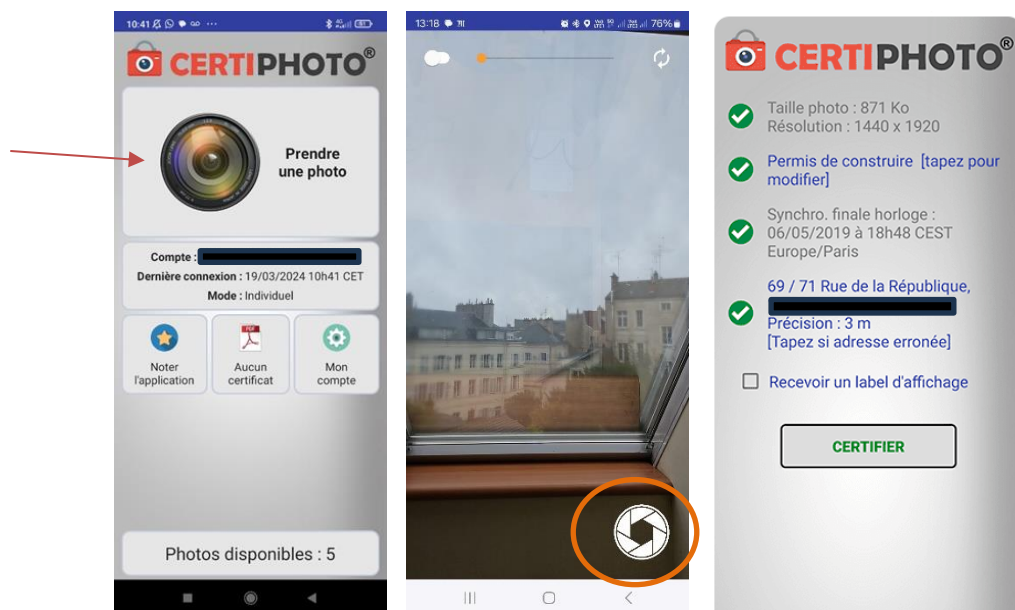 10:41
CERTIPHOTO®
Prendre
une photo
Compte :
Dernière connexion : 19/03/2024 10h41 CET
Mode : Individuel
PDF
Noter
l'application
Aucun
certificat
Mon
compte
Photos disponibles : 5
13:18
76%
CERTIPHOTO®
Taille photo : 871 Ko
Résolution : 1440 x 1920
Permis de construire [tapez pour
modifier]
Synchro. finale horloge :
06/05/2019 à 18h48 CEST
Europe/Paris
69 / 71 Rue de la République,
Précision : 3 m
[Tapez si adresse erronée]
Recevoir un label d'affichage
CERTIFIER